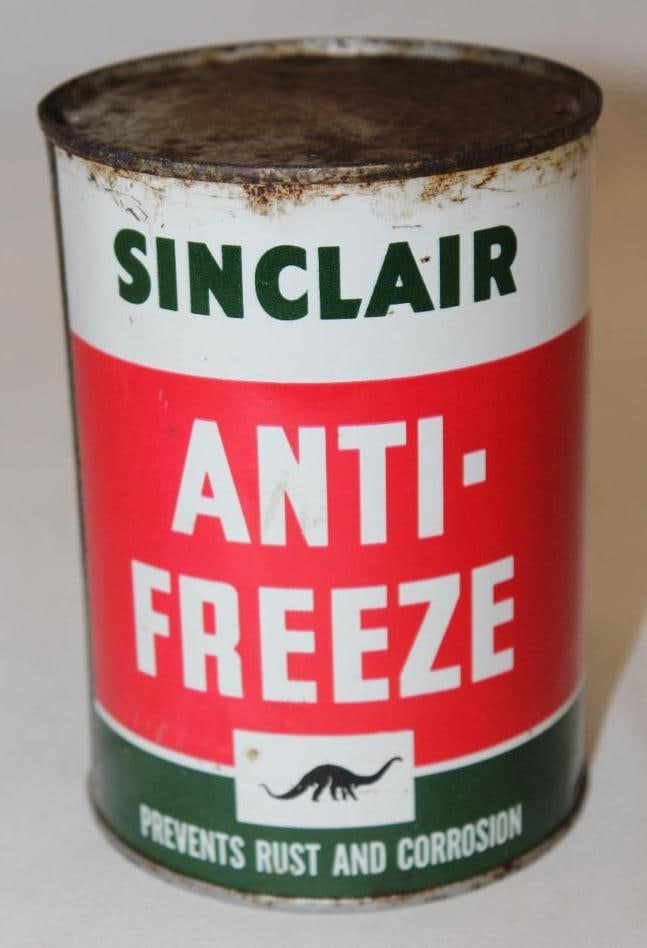 SINCLAIR
ANTI-
FREEZE
PREVENTS RUST AND CORROSION